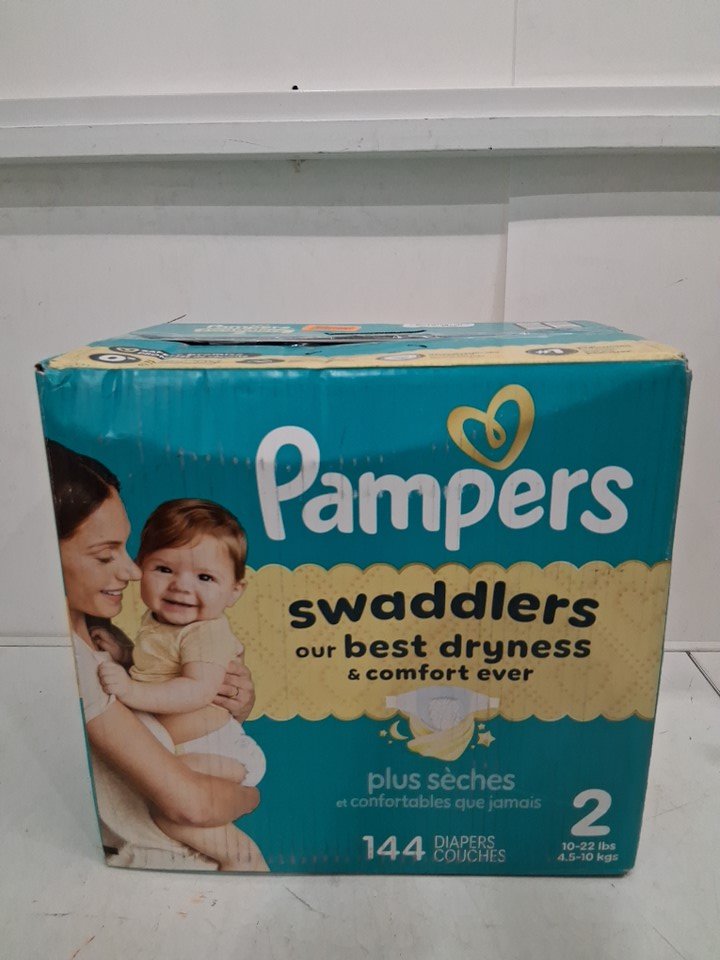 Pampers
Pampers
swaddlers
our best dryness
& comfort ever
plus sèches
et confortables que jamais
144 DIAPERS
COUCHES
2
10-22 lbs
4.5-10 kgs